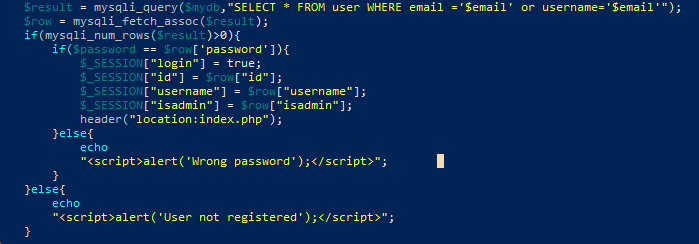 $result = mysqli_query($mydb,"SELECT * FROM user WHERE email ='$email' or username='$email'");
$row = mysqli_fetch_assoc($result);
if(mysqli_num_rows($result)>0){
if($password == $row['password']){
$_SESSION["login"] = true;
$_SESSION["id"] = $row["id"];
$_SESSION["username"] = $row["username"];
$_SESSION["isadmin"] = $row["isadmin"];
header("location:index.php");
}else{
echo
"<script>alert('Wrong password');</script>";
}
}else{
echo
"<script>alert('User not registered');</script>";
}